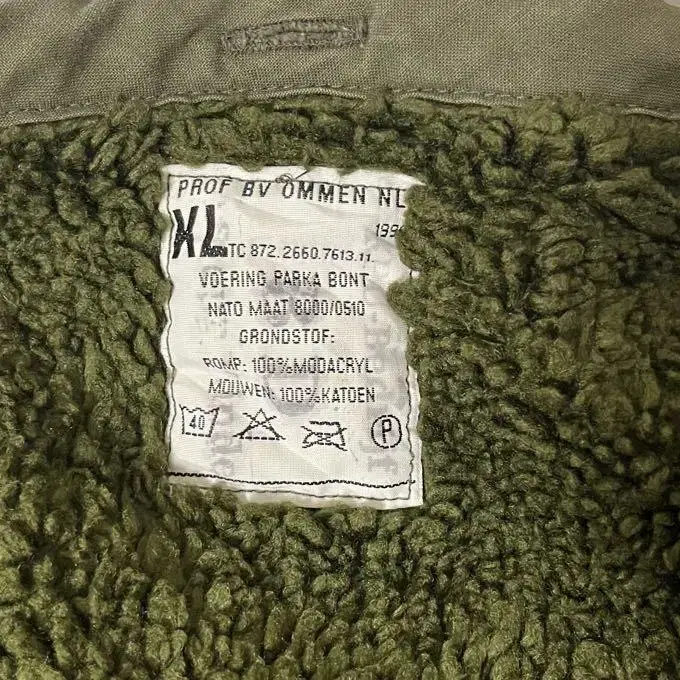 PROF BV OMMEN NL
XL
TC 872.2660.7613.11.
VOERING PARKA BONT
NATO MAAT 8000/0510
GRONDSTOF:
ROMP: 100%MODACRYL
MOUWEN: 100%KATOEN
40
P